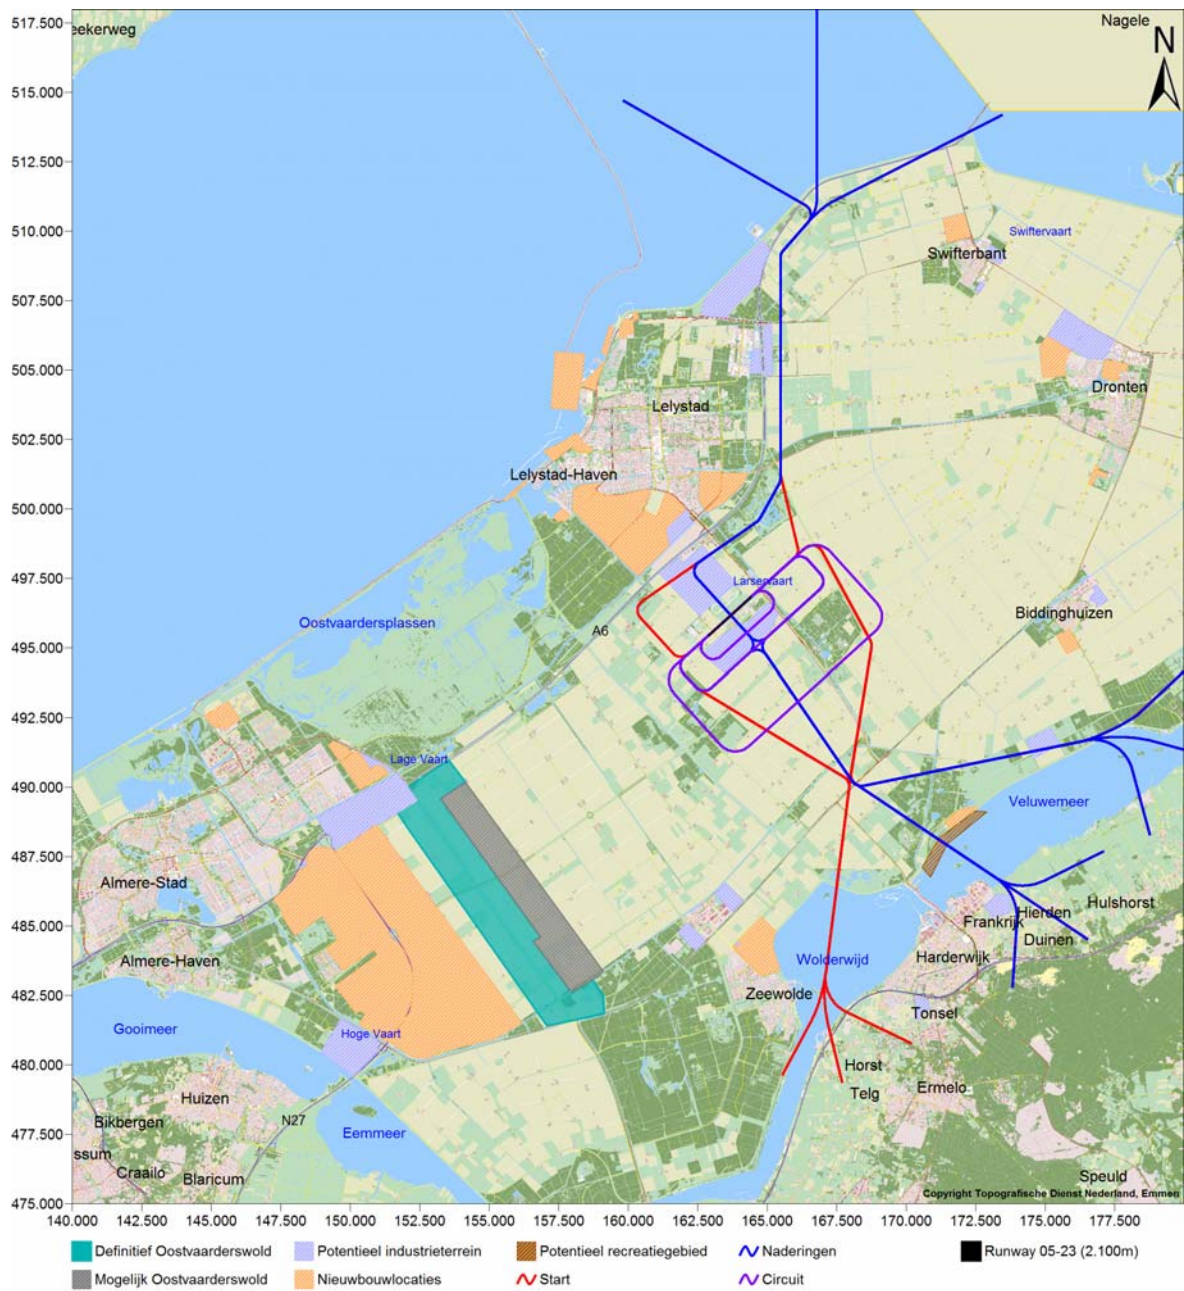 517.500
eekerweg
Nagele
N
515.000
512.500
510.000
Swiftervaart
Swifterbant
507.500
505.000
Dronten
Lelystad
502.500
Lelystad-Haven
500.000
497.500
Larservaart
Biddinghuizen
Oostvaardersplassen
A6
495.000
492.500
Lage Vaart
490.000
Veluwemeer
487.500
Almere-Stad
Hulshorst
Hierden
Frankrijk
485.000
Duinen
Harderwijk
Almere-Haven
Wolderwijd
482.500
Zeewolde
Tonsel
Gooimeer
Hoge Vaart
480.000
Horst
Ermelo
Telg
Huizen
N27
Bikbergen
477.500
Eemmeer
ssum
Craailo
Blaricum
Speuld
475.000
Copyright Topografische Dienst Nederland, Emmen
140.000 142.500 145.000 147.500 150.000 152.500 155.000 157.500 160.000 162.500 165.000 167.500 170.000 172.500 175.000 177.500
Definitief Oostvaarderswold Potentieel industrieterrein Potentieel recreatiegebied Naderingen Runway 05-23 (2.100m)
Mogelijk Oostvaarderswold Nieuwbouwlocaties Start Circuit